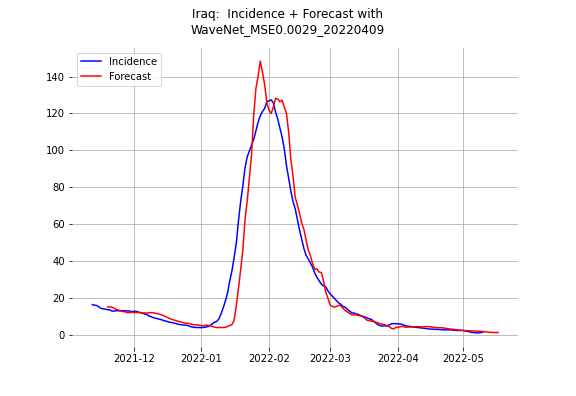 Iraq:  Incidence + Forecast with
WaveNet_MSE0.0029_20220409
Incidence
Forecast
140
120
100
80
60
40
20
0
2021-12 2022-01 2022-02 2022-03 2022-04 2022-05